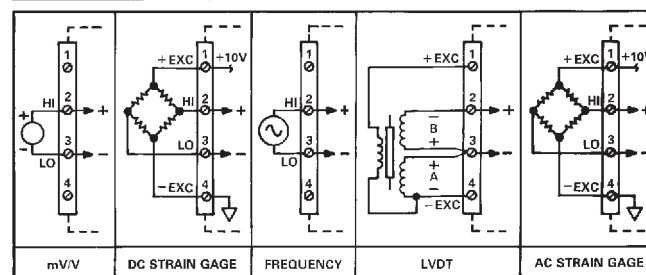 1
+
HI
2
+
-
3
-
LO
4
mV/V
+EXC
1
+10V
HI
2
+
LO
3
-
-EXC
4
DC STRAIN GAGE
1
HI
2
+
3
-
LO
4
FREQUENCY
+EXC
1
-
2
+
B
+
3
-
+
A
-
4
-EXC
LVDT
+EXC
1
+10V
HI
2
+
LO
3
-
-EXC
4
AC STRAIN GAGE